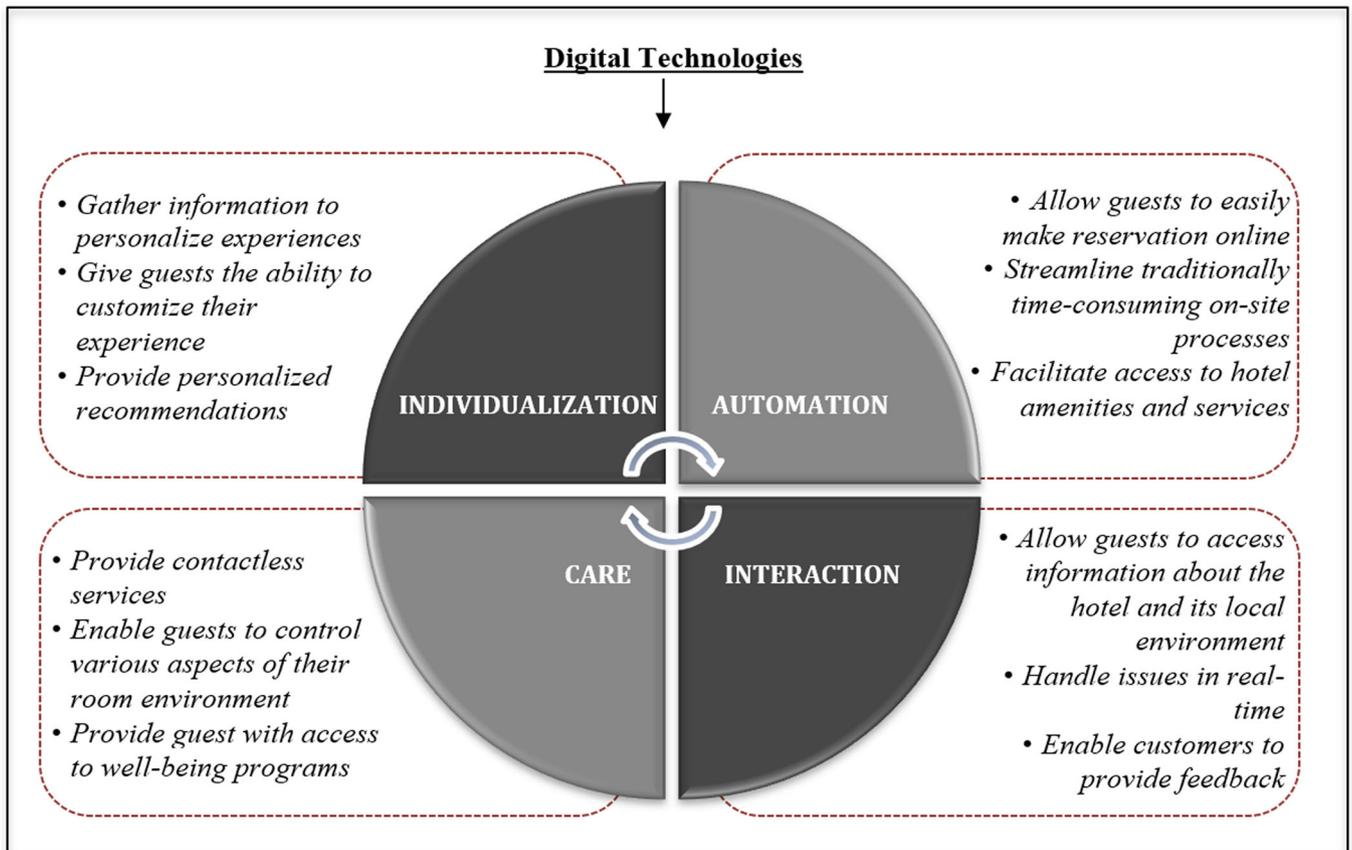 Digital Technologies
• Gather information to
personalize experiences
• Give guests the ability to
customize their
experience
• Provide personalized
recommendations
INDIVIDUALIZATION
• Allow guests to easily
make reservation online
• Streamline traditionally
time-consuming on-site
processes
• Facilitate access to hotel
amenities and services
AUTOMATION
• Provide contactless
services
• Enable guests to control
various aspects of their
room environment
• Provide guest with access
to well-being programs
CARE
• Allow guests to access
information about the
hotel and its local
environment
• Handle issues in real-
time
• Enable customers to
provide feedback
INTERACTION